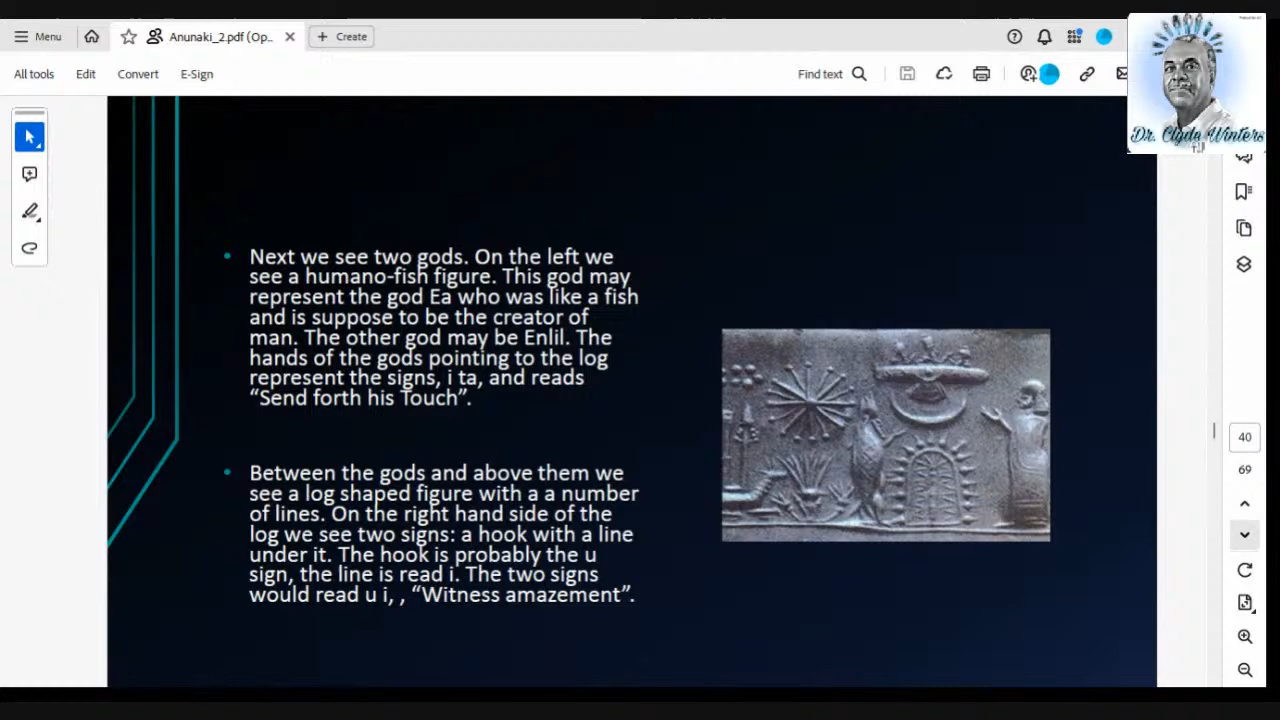 Menu
Anunaki_2.pdf (Op...
Create
All tools
Edit
Convert
E-Sign
Find text
Dr. Clyde Winters
• Next we see two gods. On the left we
see a humano-fish figure. This god may
represent the god Ea who was like a fish
and is suppose to be the creator of
man. The other god may be Enlil. The
hands of the gods pointing to the log
represent the signs, i ta, and reads
“Send forth his Touch”.
• Between the gods and above them we
see a log shaped figure with a a number
of lines. On the right hand side of the
log we see two signs: a hook with a line
under it. The hook is probably the u
sign, the line is read i. The two signs
would read u i, , “Witness amazement”.
40
69